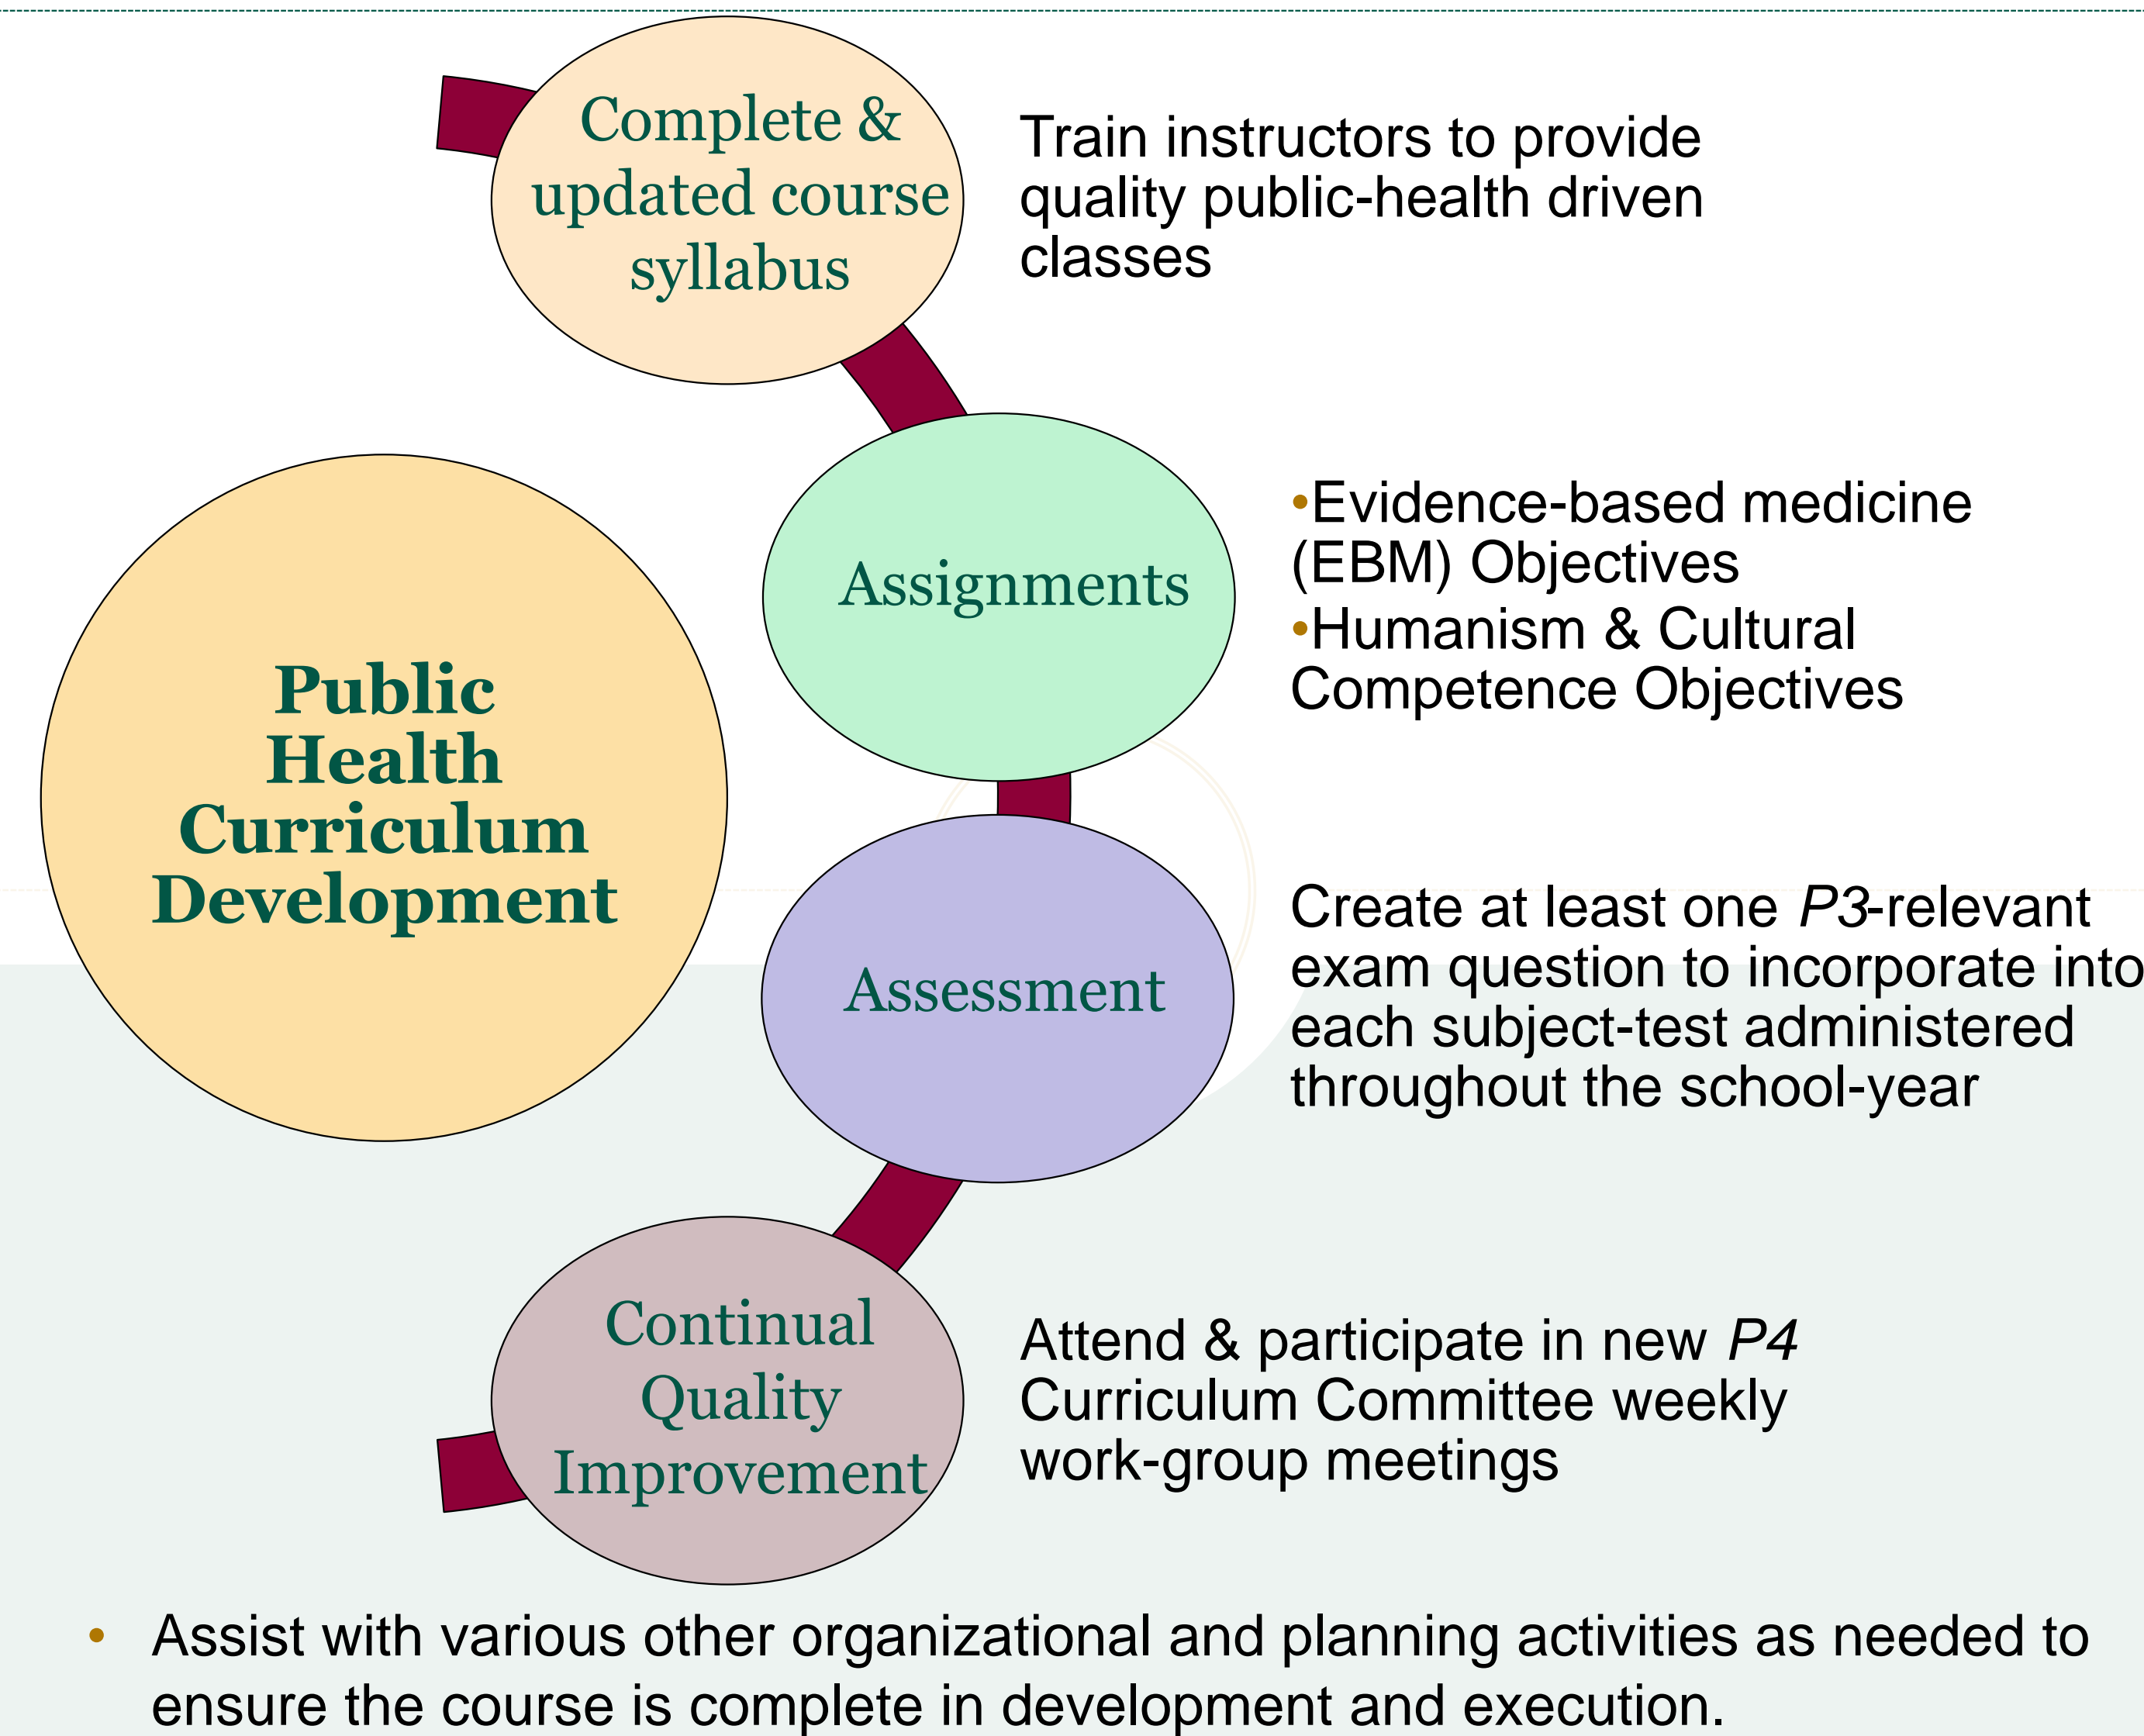 Complete &
updated course
syllabus
Train instructors to provide
quality public-health driven
classes
Assignments
•Evidence-based medicine
(EBM) Objectives
•Humanism & Cultural
Competence Objectives
Public
Health
Curriculum
Development
Assessment
Create at least one P3-relevant
exam question to incorporate into
each subject-test administered
throughout the school-year
Continual
Quality
Improvement
Attend & participate in new P4
Curriculum Committee weekly
work-group meetings
• Assist with various other organizational and planning activities as needed to
ensure the course is complete in development and execution.